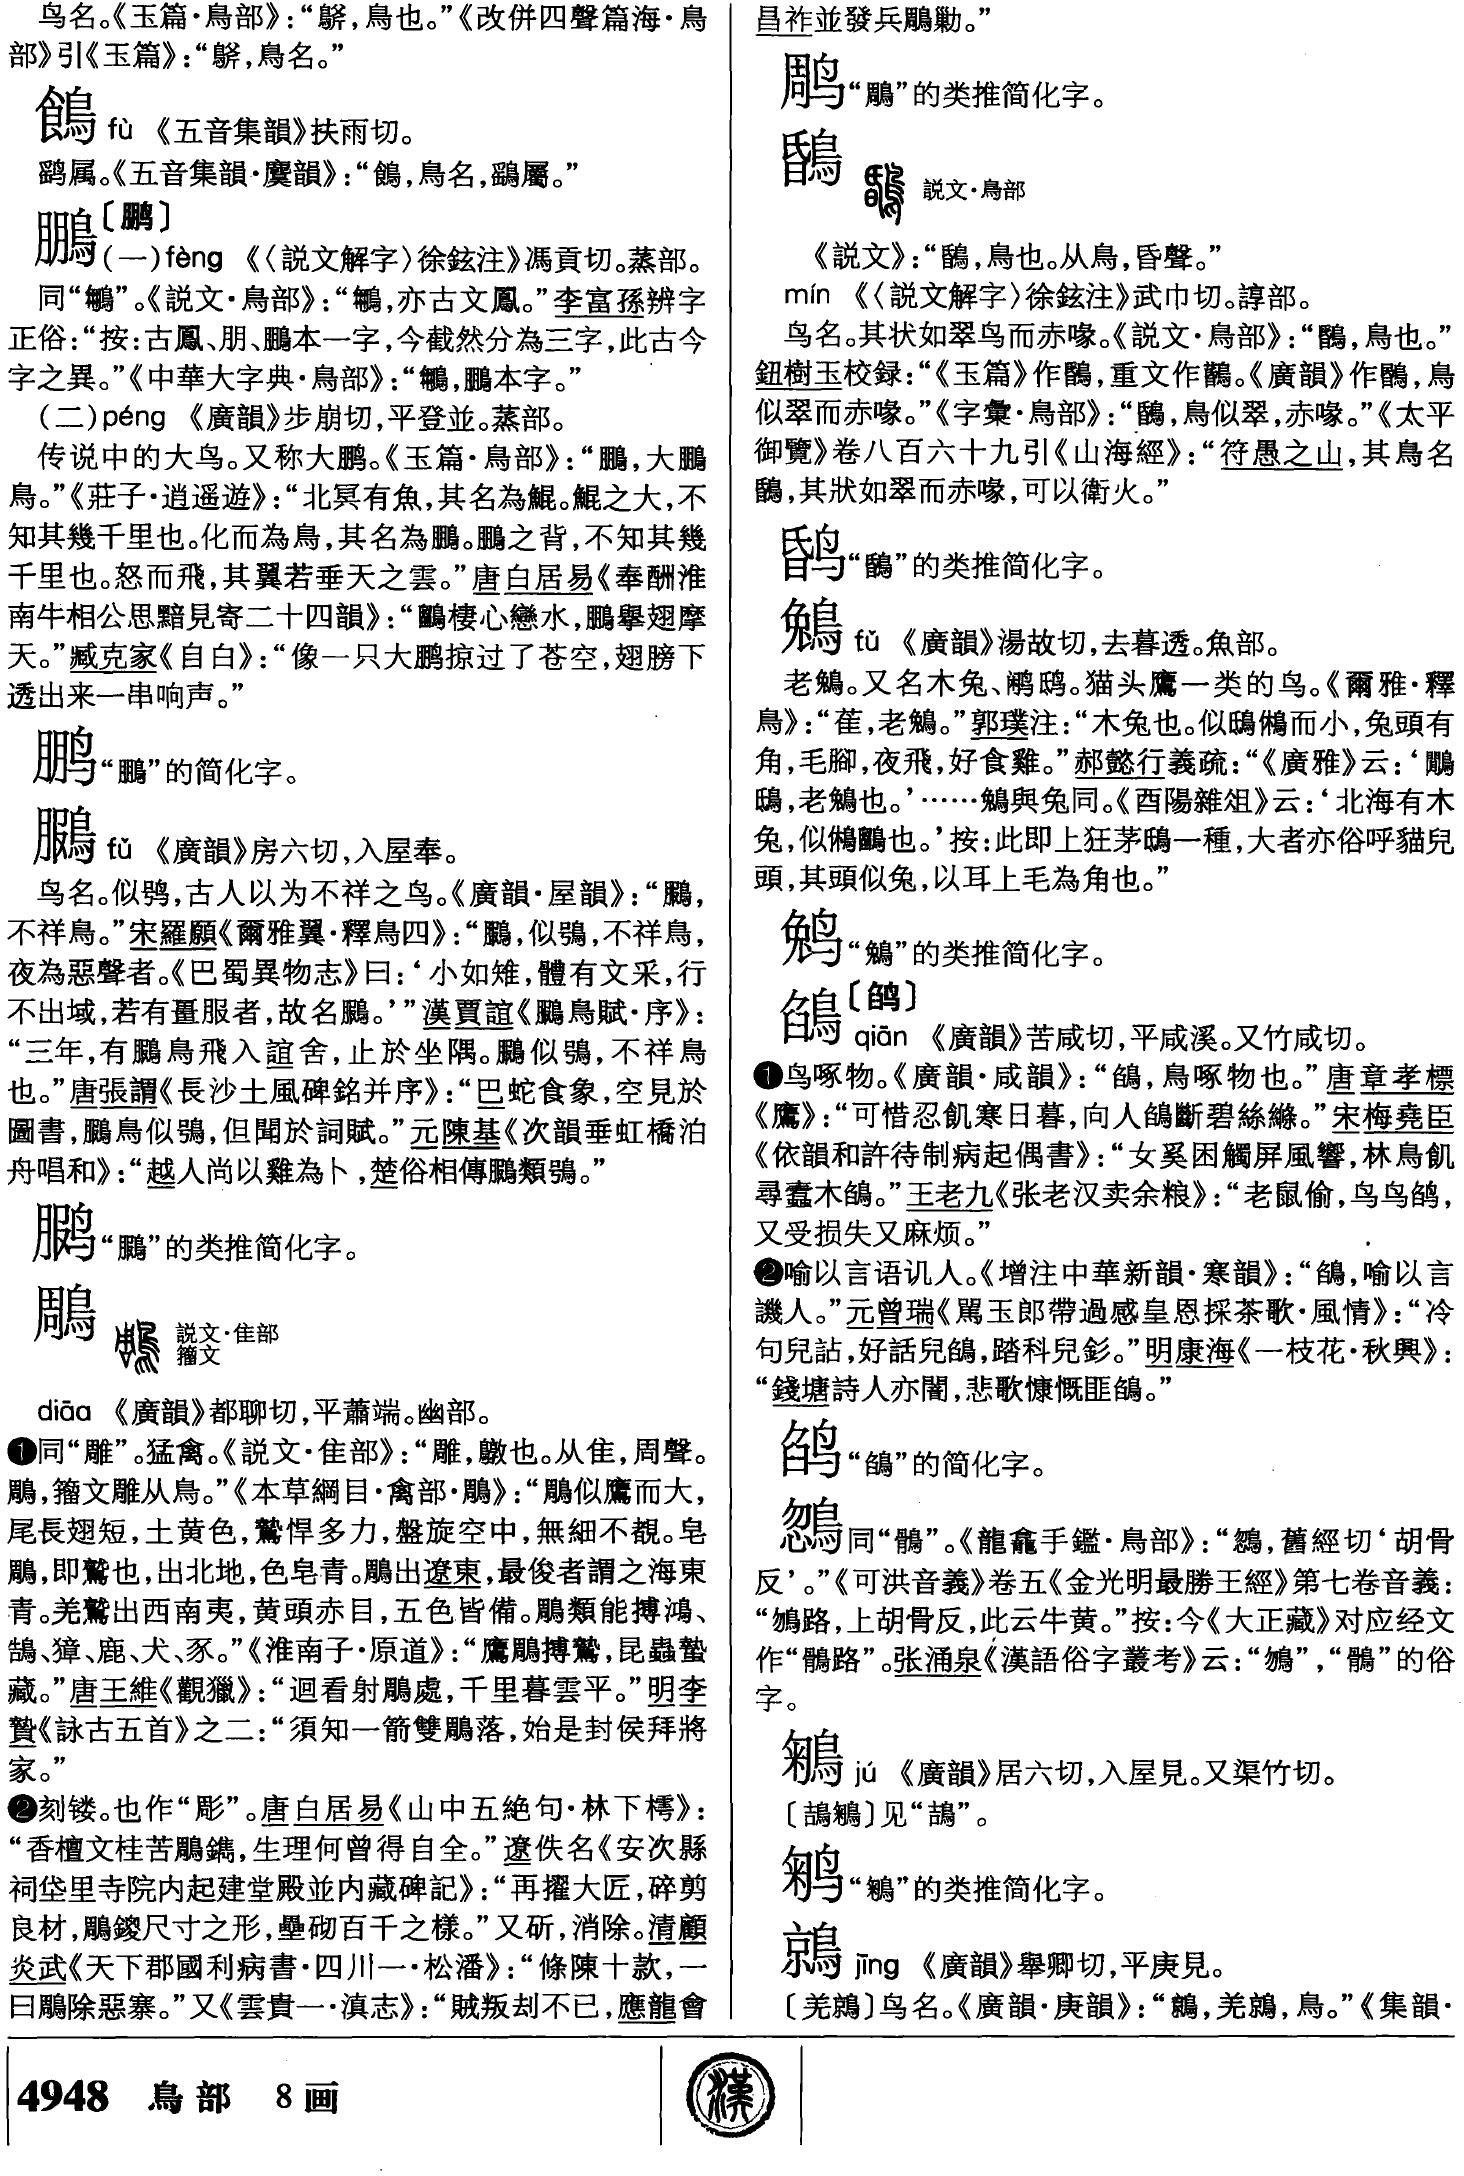 鸟名。《玉篇·鳥部》：“鴹，鳥也。”《改併四聲篇海·鳥
部》引《玉篇》：“鴹，鳥名。”
fù 《五音集韻》扶雨切。
鹞属。《五音集韻·麌韻》：“，鳥名，鷂屬。”
鵬〔鹏〕
(一)fèng 《〈説文解字〉徐鉉注》馮貢切。蒸部。
同“”。《説文·鳥部》：“，亦古文鳳。”李富孫辨字
正俗：“按：古鳳、朋、鵬本一字，今截然分為三字，此古今
字之異。”《中華大字典·鳥部》：“，鵬本字。”
(二)péng 《廣韻》步崩切，平登並。蒸部。
传说中的大鸟。又称大鹏。《玉篇·鳥部》：“鵬，大鵬
鳥。”《莊子·逍遥遊》：“北冥有魚，其名為鯤。鯤之大，不
知其幾千里也。化而為鳥，其名為鵬。鵬之背，不知其幾
千里也。怒而飛，其翼若垂天之雲。”唐白居易《奉酬淮
南牛相公思黯見寄二十四韻》：“鸕棲心戀水，鵬舉翅摩
天。”臧克家《自白》：“像一只大鹏掠过了苍空，翅膀下
透出来一串响声。”
鹏“鵬”的简化字。
鵩 fǔ 《廣韻》房六切，入屋奉。
鸟名。似鸮，古人以为不祥之鸟。《廣韻·屋韻》：“鵩，
不祥鳥。”宋羅願《爾雅翼·釋鳥四》：“鵩，似鴞，不祥鳥，
夜為惡聲者。《巴蜀異物志》曰：‘小如雉，體有文采，行
不出域，若有畺服者，故名鵩。’”漢賈誼《鵩鳥賦·序》：
“三年，有鵩鳥飛入誼舍，止於坐隅。鵩似鴞，不祥鳥
也。”唐張謂《長沙土風碑銘并序》：“巴蛇食象，空見於
圖書，鵩鳥似鴞，但聞於詞賦。”元陳基《次韻垂虹橋泊
舟唱和》：“越人尚以雞為卜，楚俗相傳鵩類鴞。”
“鵩”的类推简化字。
鵰 説文·隹部
籀文
diāo 《廣韻》都聊切，平蕭端。幽部。
❶同“雕”。猛禽。《説文·隹部》：“雕，鷻也。从隹，周聲。
鵰，籀文雕从鳥。”《本草綱目·禽部·鵰》：“鵰似鷹而大，
尾長翅短，土黄色，鷙悍多力，盤旋空中，無細不覩。皂
鵰，即鷲也，出北地，色皂青。鵰出遼東，最俊者謂之海東
青。羌鷲出西南夷，黄頭赤目，五色皆備。鵰類能搏鴻、
鵠、獐、鹿、犬、豕。”《淮南子·原道》：“鷹鵰搏鷙，昆蟲蟄
藏。”唐王維《觀獵》：“迴看射鵰處，千里暮雲平。”明李
贄《詠古五首》之二：“須知一箭雙鵰落，始是封侯拜將
家。”
❷刻镂。也作“彫”。唐白居易《山中五絶句·林下樗》：
“香檀文桂苦鵰鐫，生理何曾得自全。”遼佚名《安次縣
祠垡里寺院内起建堂殿並内藏碑記》：“再擢大匠，碎剪
良材，鵰鎪尺寸之形，壘砌百千之樣。”又斫，消除。清顧
炎武《天下郡國利病書·四川一·松潘》：“條陳十款，一
曰鵰除惡寨。”又《雲貴一·滇志》：“賊叛刦不已，應龍會
昌祚並發兵鵰勦。”
“鵰”的类推简化字。
説文·鳥部
《説文》：“鴖，鳥也。从鳥，昏聲。”
mín 《〈説文解字〉徐鉉注》武巾切。諄部。
鸟名。其状如翠鸟而赤喙。《説文·鳥部》：“鶥，鳥也。”
鈕樹玉校録：“《玉篇》作，重文作。《廣韻》作，鳥
似翠而赤喙。”《字彙·鳥部》：“，鳥似翠，赤喙。”《太平
御覽》卷八百六十九引《山海經》：“符愚之山，其鳥名
，其狀如翠而赤喙，可以衛火。”
“”的类推简化字。
鵵 tǔ 《廣韻》湯故切，去暮透。魚部。
老鵵。又名木兔、鸺鸱。猫头鷹一类的鸟。《爾雅·釋
鳥》：“萑，老鵵。”郭璞注：“木兔也。似鴟鵂而小，兔頭有
角，毛腳，夜飛，好食雞。”郝懿行義疏：“《廣雅》云：‘鵰
鴟，老鵵也。’……鵵與兔同。《酉陽雜俎》云：‘北海有木
兔，似鵂鶹也。’按：此即上狂茅鴟一種，大者亦俗呼貓兒
頭，其頭似兔，以耳上毛為角也。”
“鵵”的类推简化字。
鵮〔鹐〕
qiān 《廣韻》苦咸切，平咸溪。又竹咸切。
❶鸟啄物。《廣韻·咸韻》：“鵮，鳥啄物也。”唐章孝標
《鷹》：“可惜忍飢寒日暮，向人鵮斷碧絲絛。”宋梅堯臣
《依韻和許待制病起偶書》：“女奚困觸屏風響，林鳥飢
尋蠹木鵮。”王老九《张老汉卖余粮》：“老鼠偷，鸟鸟鹐，
又受损失又麻烦。”
❷喻以言语讥人。《增注中華新韻·寒韻》：“鵮，喻以言
譏人。”元曾瑞《罵玉郎帶過感皇恩採茶歌·風情》：“冷
句兒詀，好話兒鵮，踏科兒釤。”明康海《一枝花·秋興》：
“錢塘詩人亦闇，悲歌慷慨匪鵮。”
鹐“鵮”的简化字。
同“鶻”。《龍龕手鑑·鳥部》：“，舊經切‘胡骨
反’。”《可洪音義》卷五《金光明最勝王經》第七卷音義：
“路，上胡骨反，此云牛黄。”按：今《大正藏》对应经文
作“鶻路”。张涌泉《漢語俗字叢考》云：“”，“鶻”的俗
字。
鵴 jú 《廣韻》居六切，入屋見。又渠竹切。
〔鴶鵴〕见“鴶”。
“鵴”的类推简化字。
鶁 jīng 《廣韻》舉卿切，平庚見。
〔羌鶁〕鸟名。《廣韻·庚韻》：“鶁，羌鶁，鳥。”《集韻·
4948 鳥部 8画
漢